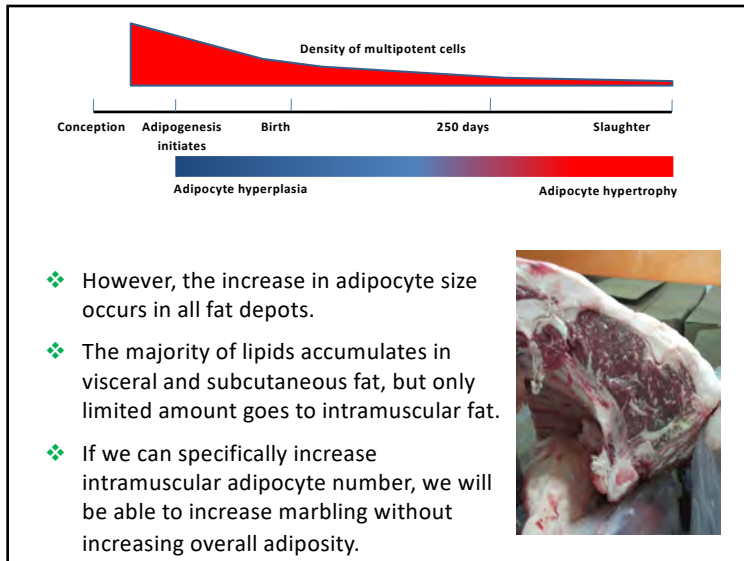 Density of multipotent cells
Conception Adipogenesis Birth 250 days Slaughter
initiates
Adipocyte hyperplasia Adipocyte hypertrophy
❖ However, the increase in adipocyte size
occurs in all fat depots.
❖ The majority of lipids accumulates in
visceral and subcutaneous fat, but only
limited amount goes to intramuscular fat.
❖ If we can specifically increase
intramuscular adipocyte number, we will
be able to increase marbling without
increasing overall adiposity.